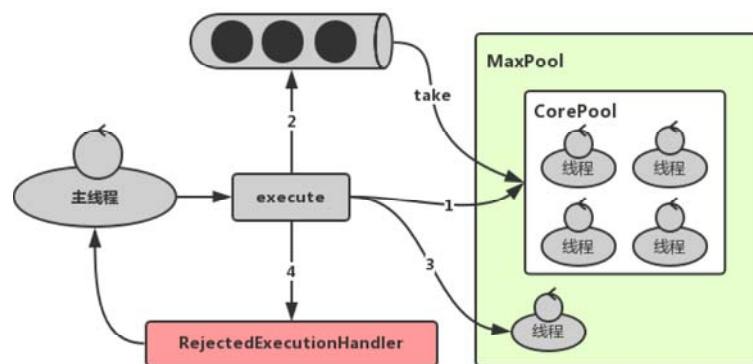 MaxPool
take
CorePool
线程
线程
2
主线程
execute
1
线程
线程
3
4
线程
RejectedExecutionHandler